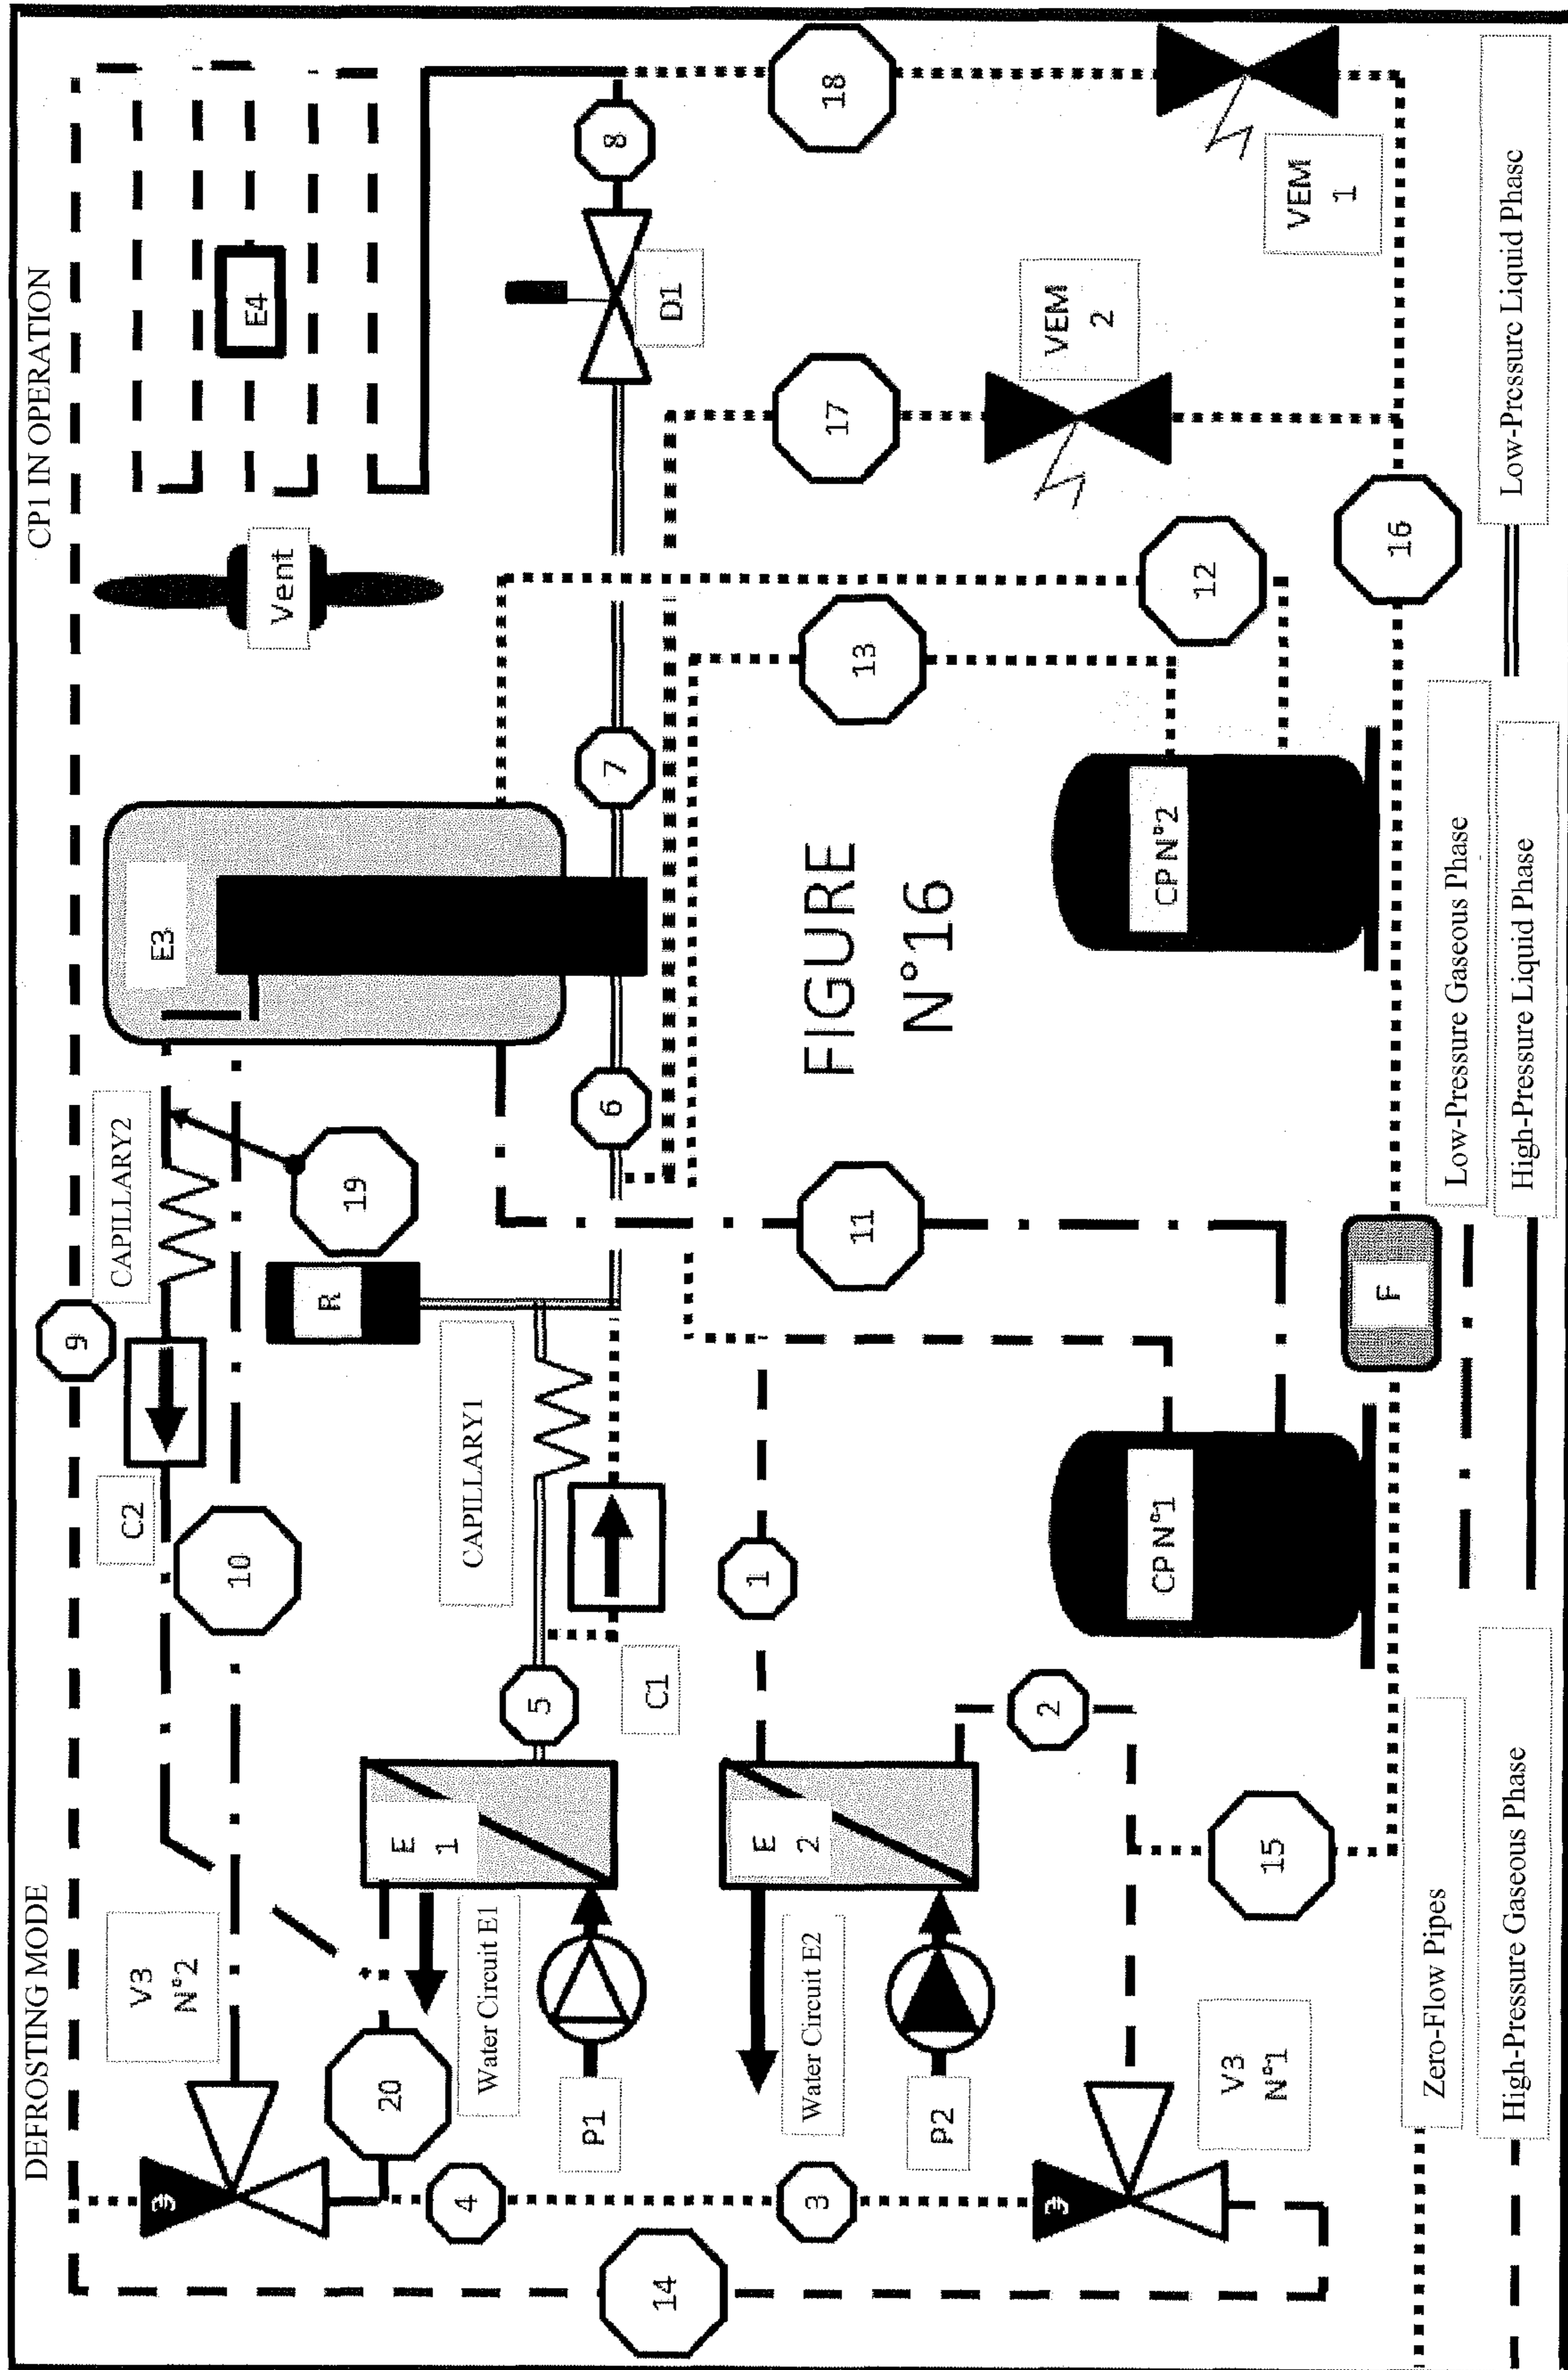 DEFROSTING MODE
CP1 IN OPERATION
9
CAPILLARY2
C2
E3
Vent
E4
V3
N°2
10
19
R
20
E
1
Water Circuit E1
P1
5
CAPILLARY1
C1
6
7
D1
8
4
3
14
1
E
2
Water Circuit E2
P2
2
11
FIGURE
N°16
13
12
17
18
VEM
2
VEM
1
V3
N°1
15
CP N°1
CP N°2
F
16
Zero-Flow Pipes
Low-Pressure Gaseous Phase
High-Pressure Gaseous Phase
High-Pressure Liquid Phase
Low-Pressure Liquid Phase